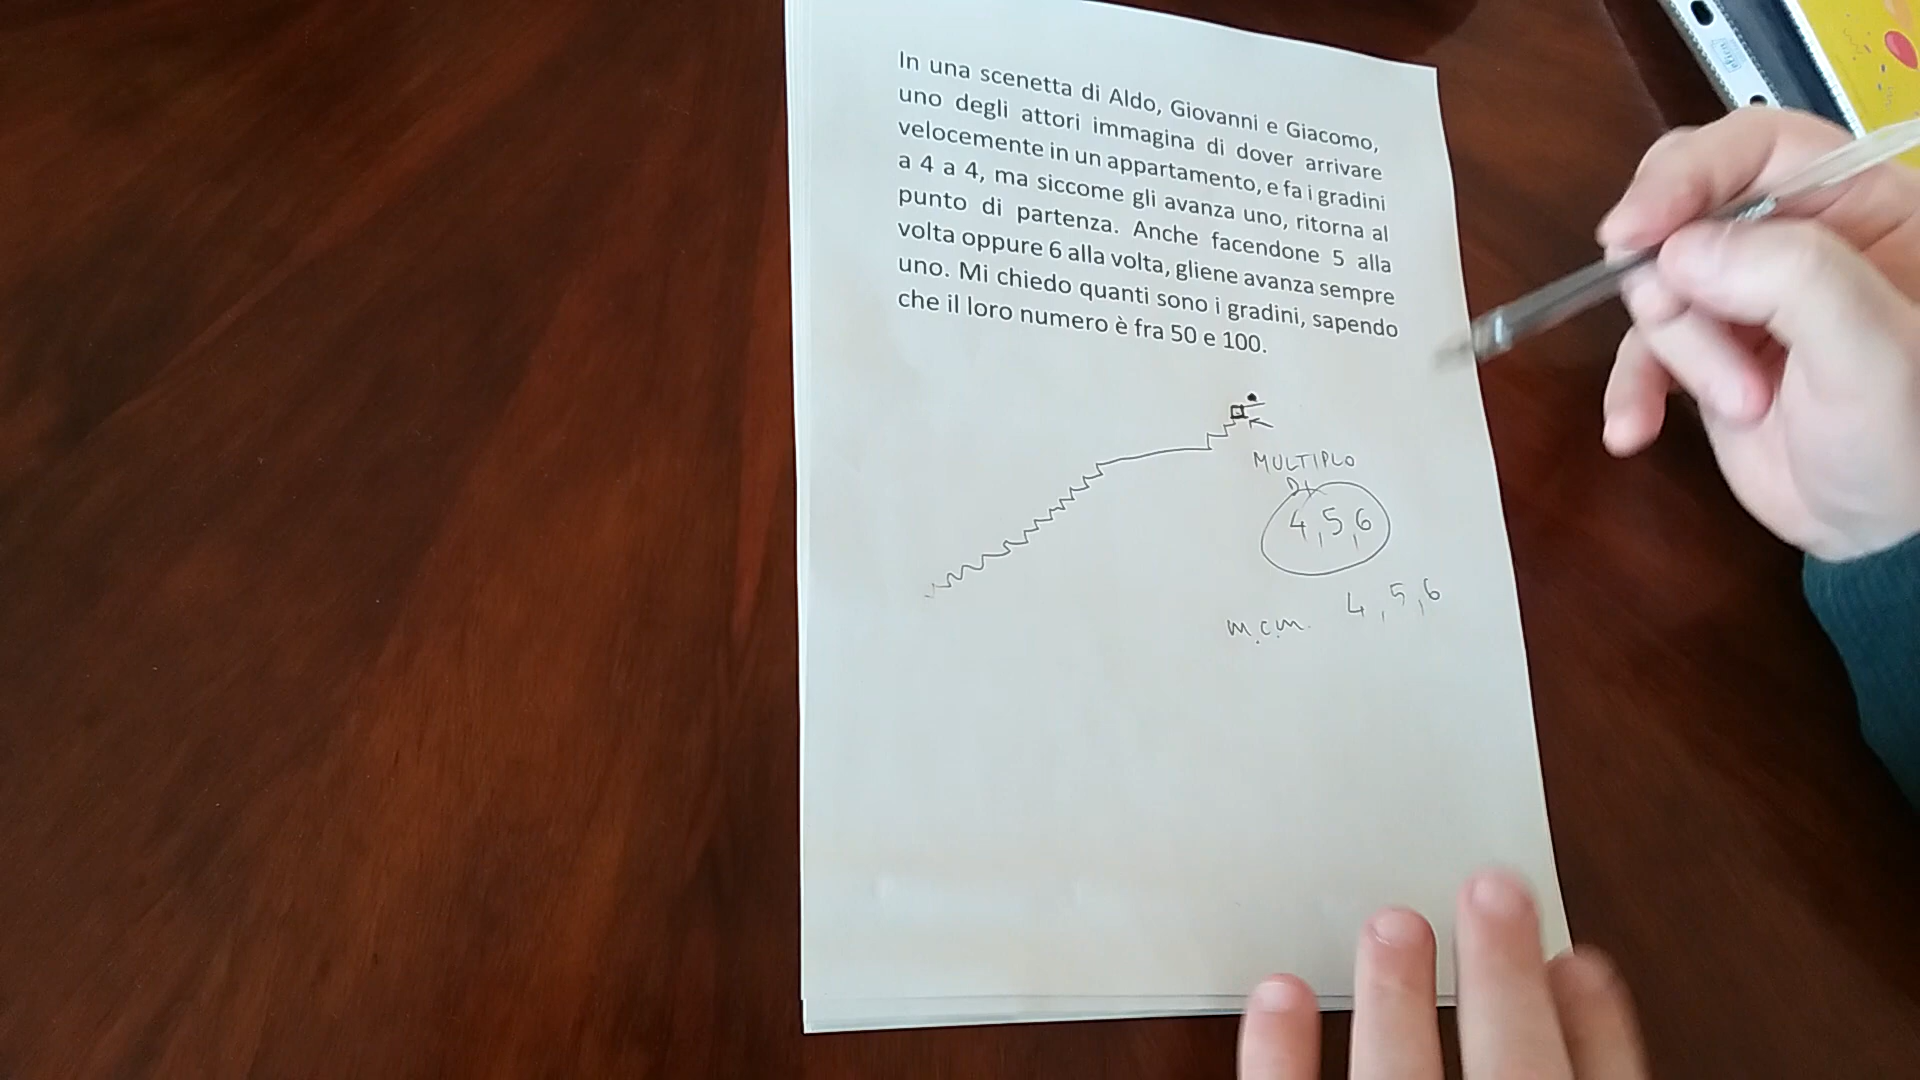 In una scenetta di Aldo, Giovanni e Giacomo,
uno degli attori immagina di dover arrivare
velocemente in un appartamento, e fa i gradini
a 4 a 4, ma siccome gli avanza uno, ritorna al
punto di partenza. Anche facendone 5 alla
volta oppure 6 alla volta, gliene avanza sempre
uno. Mi chiedo quanti sono i gradini, sapendo
che il loro numero è fra 50 e 100.
MULTIPLO
DI
4, 5, 6
m.c.m. 4, 5, 6